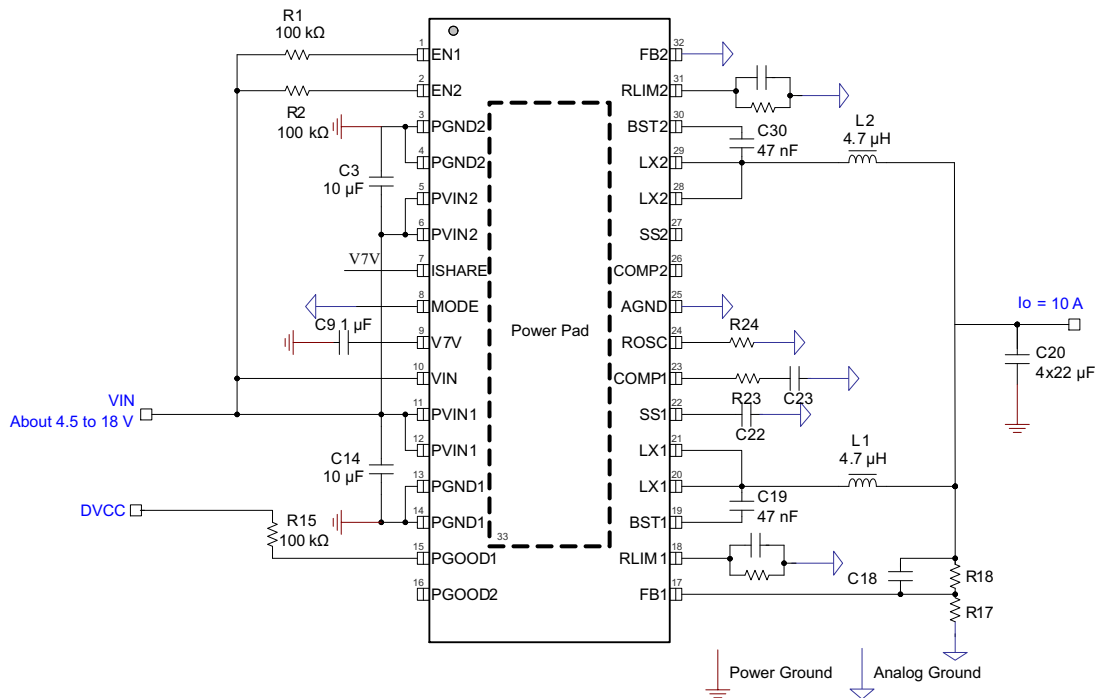 R1
100 kΩ
R2
100 kΩ
C3
10 µF
V7V
C9 1 µF
VIN
About 4.5 to 18 V
C14
10 µF
DVCC
R15
100 kΩ
1 EN1
2 EN2
3 PGND2
4 PGND2
5 PVIN2
6 PVIN2
7 ISHARE
8 MODE
9 V7V
10 VIN
11 PVIN1
12 PVIN1
13 PGND1
14 PGND1
15 PGOOD1
16 PGOOD2
Power Pad
33
FB2 32
RLIM2 31
BST2 30
LX2 29
LX2 28
SS2 27
COMP2 26
AGND 25
ROSC 24
COMP1 23
SS1 22
LX1 21
LX1 20
BST1 19
RLIM1 18
FB1 17
C30
47 nF
L2
4.7 µH
R24
R23
C23
C22
L1
4.7 µH
C19
47 nF
Io = 10 A
C20
4x22 µF
C18
R18
R17
Power Ground
Analog Ground